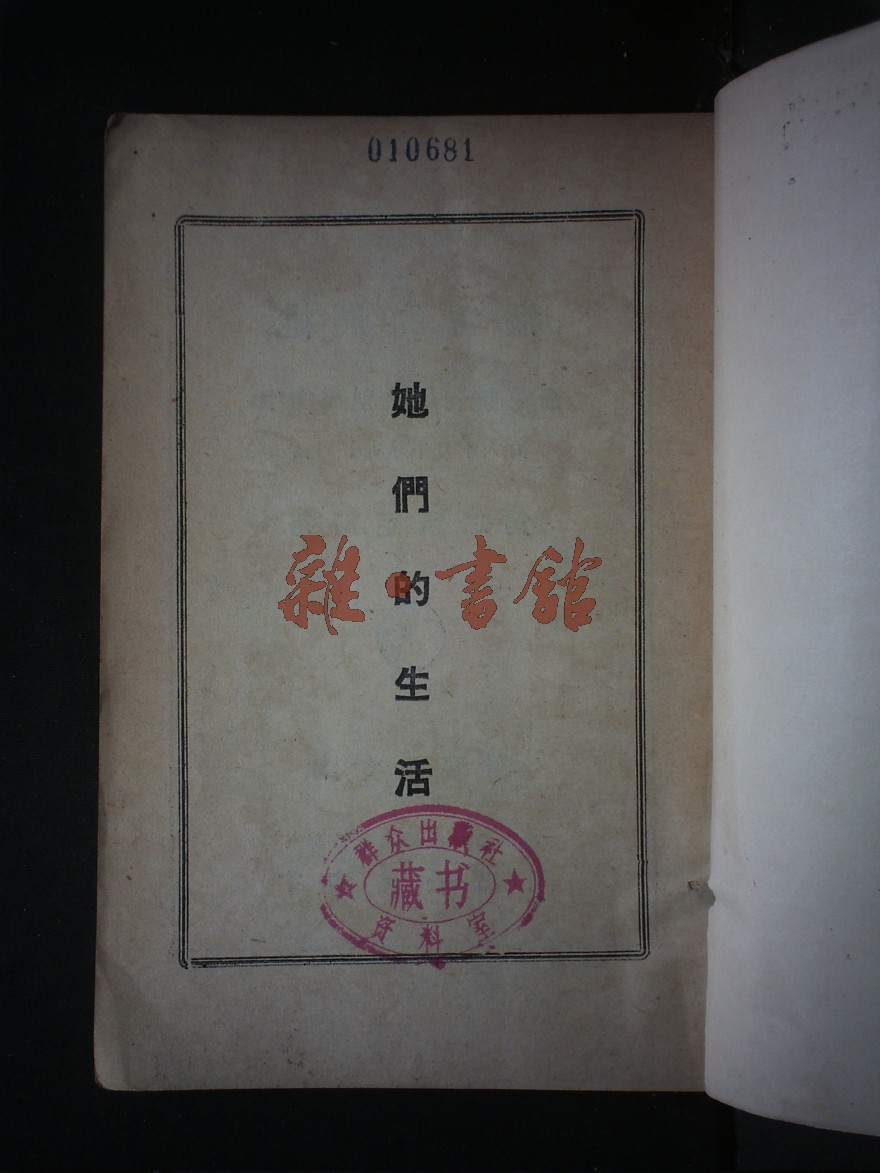 010681
她們的生活
雜·書館
群众出版社
藏书
资料室